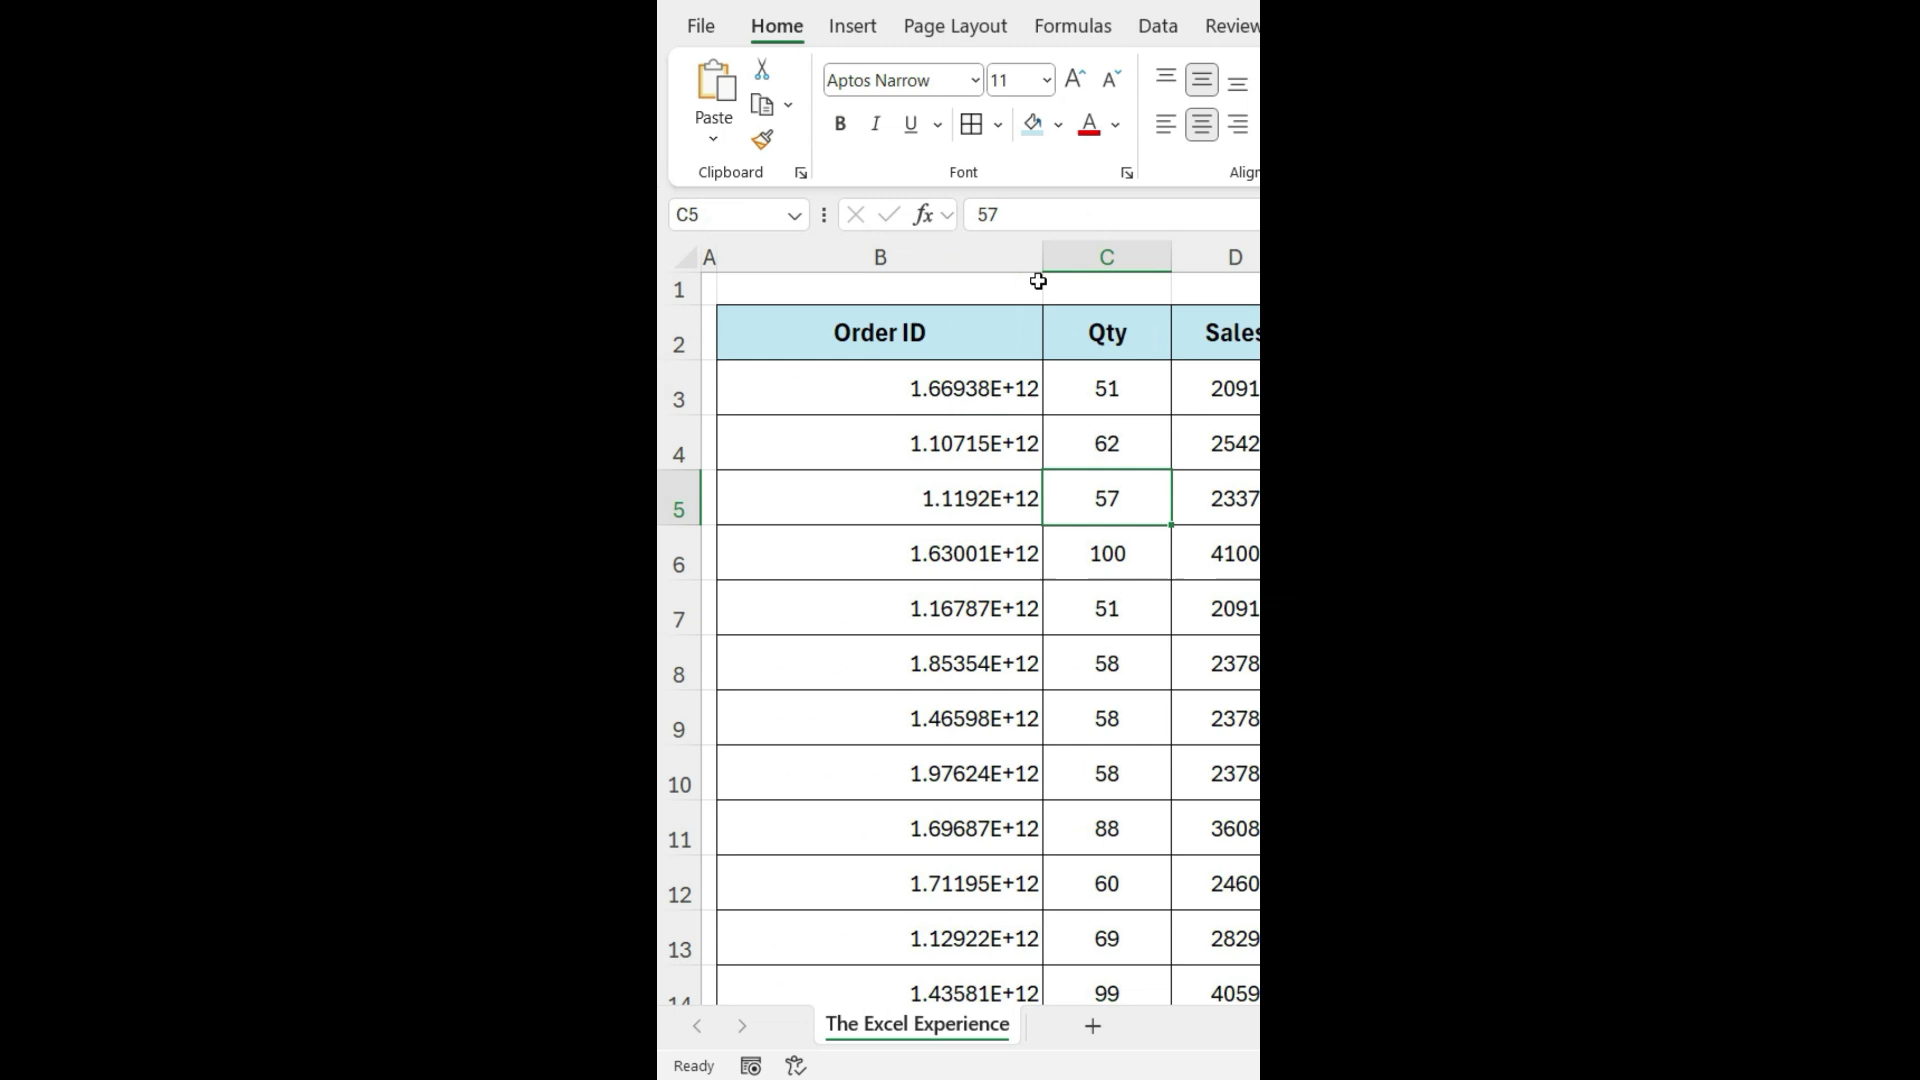 File Home Insert Page Layout Formulas Data Review
Aptos Narrow 11
Paste
B I U A
Clipboard Font
C5 fx 57
A B C D
1
2 Order ID Qty Sales
3 1.66938E+12 51 2091
4 1.10715E+12 62 2542
5 1.1192E+12 57 2337
6 1.63001E+12 100 4100
7 1.16787E+12 51 2091
8 1.85354E+12 58 2378
9 1.46598E+12 58 2378
10 1.97624E+12 58 2378
11 1.69687E+12 88 3608
12 1.71195E+12 60 2460
13 1.12922E+12 69 2829
14 1.43581E+12 99 4059
The Excel Experience
Ready